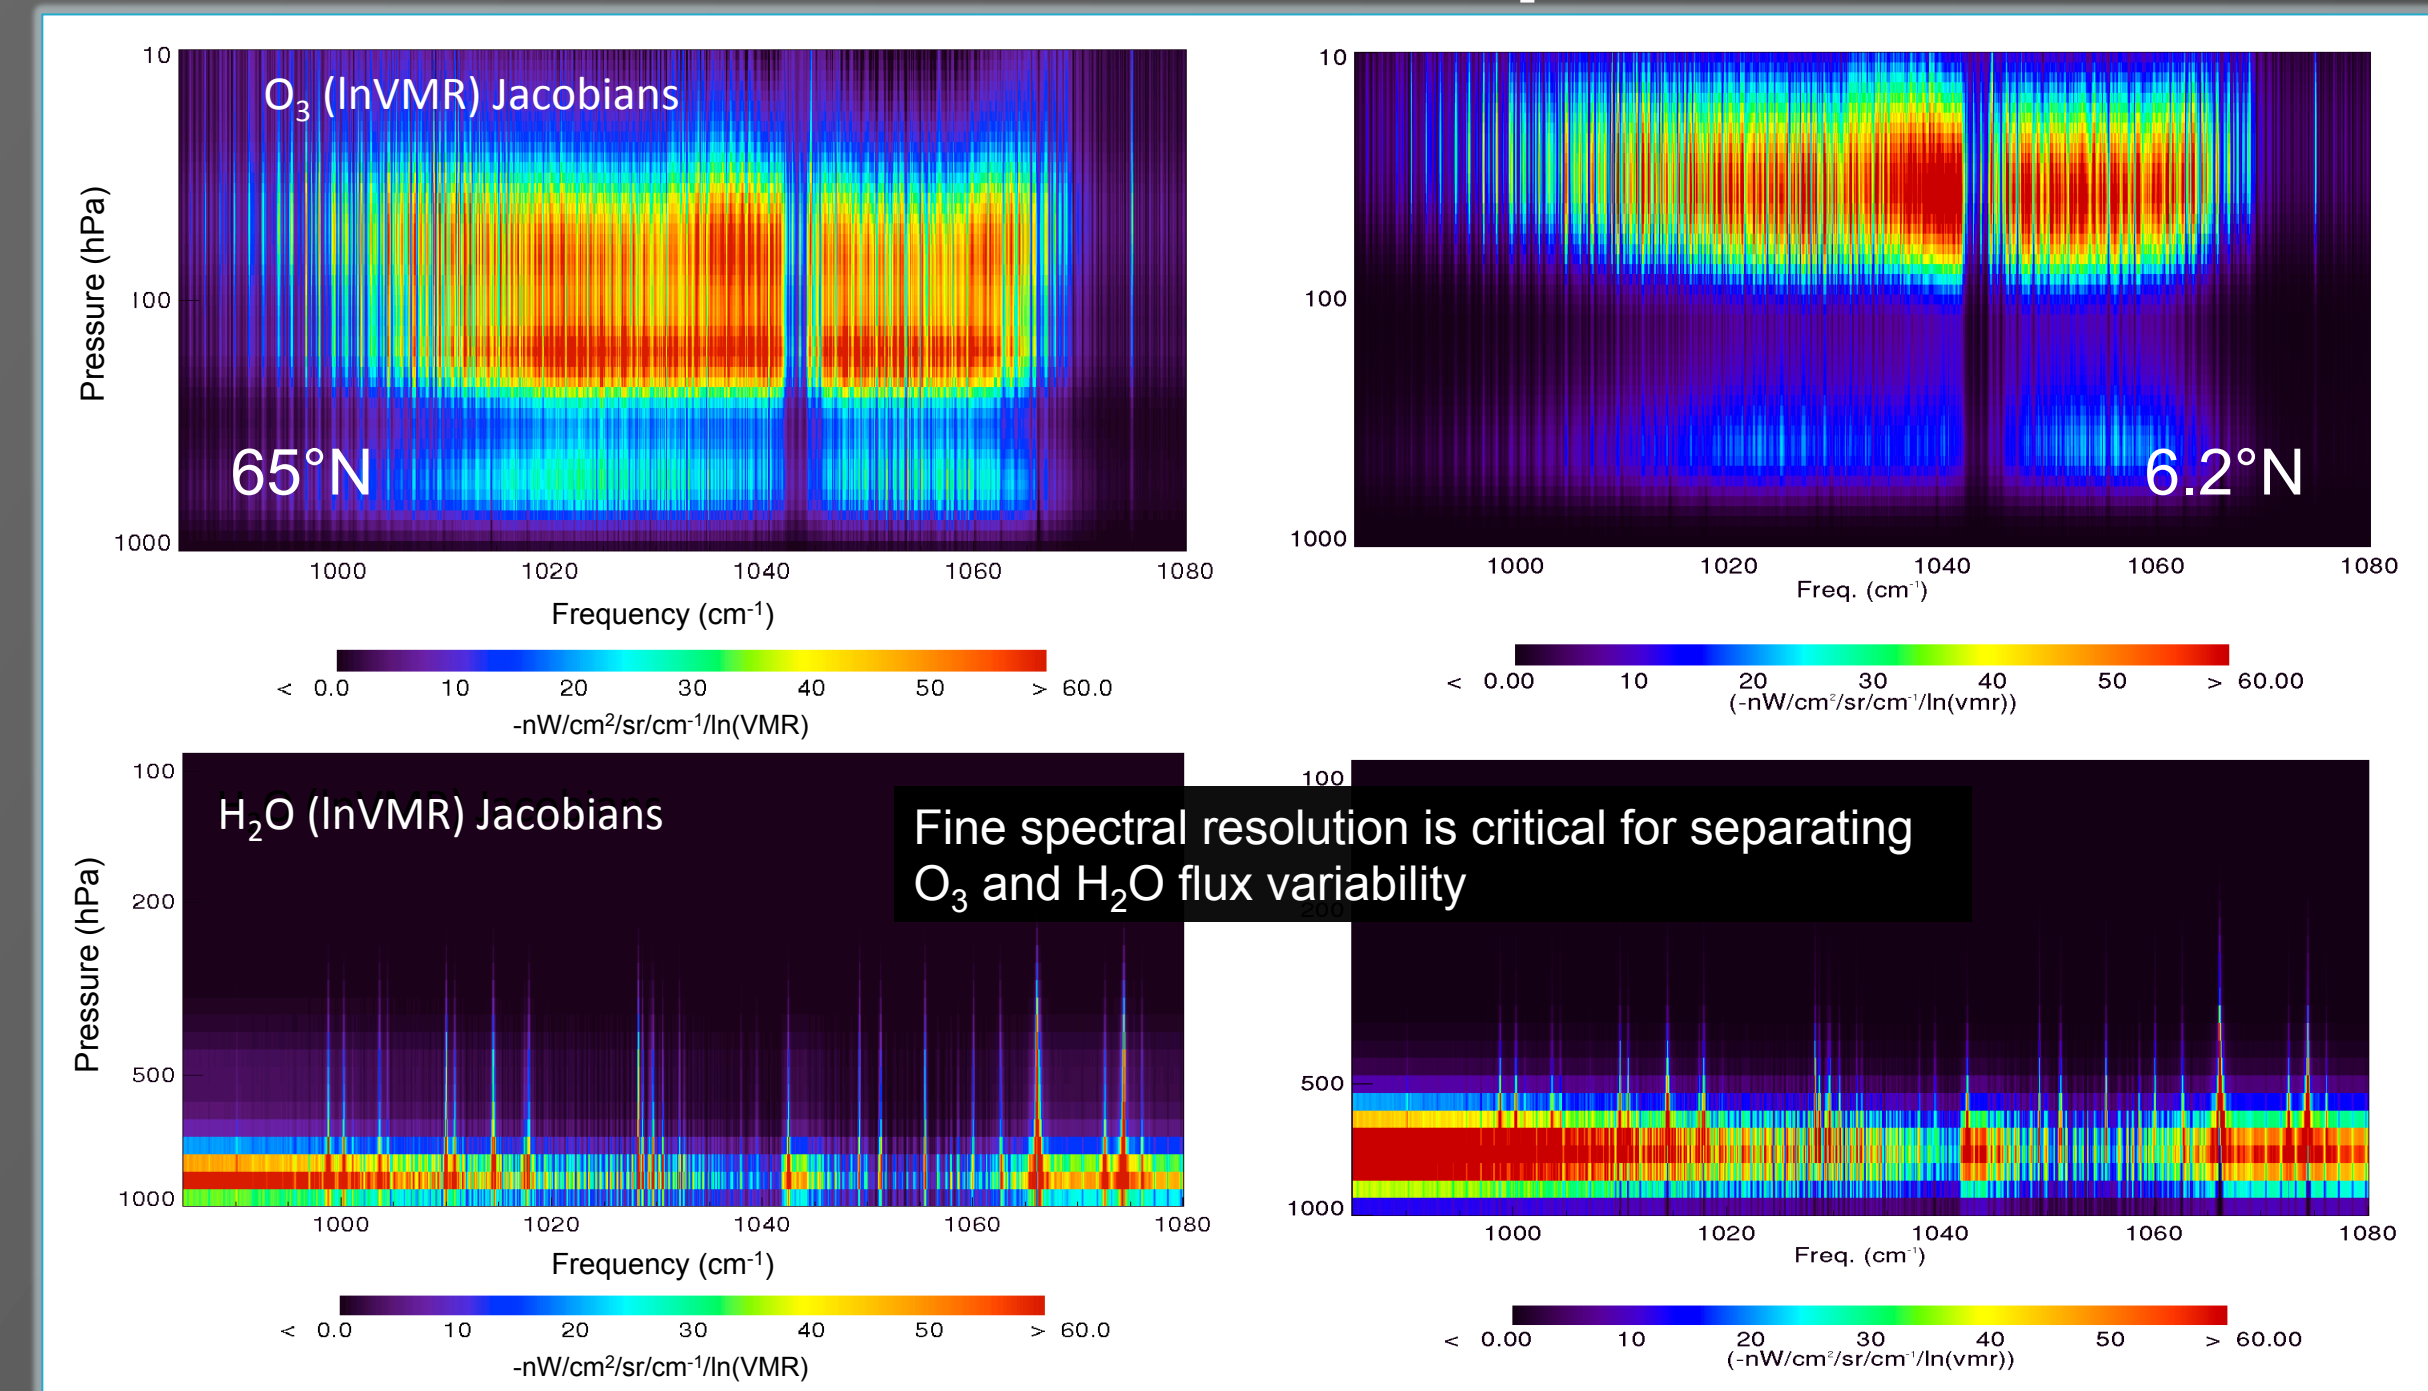 10
O₃ (lnVMR) Jacobians
100
65°N
1000
Pressure (hPa)
1000 1020 1040 1060 1080
Frequency (cm⁻¹)
< 0.0 10 20 30 40 50 > 60.0
-nW/cm²/sr/cm⁻¹/ln(VMR)
10
100
6.2°N
1000
1000 1020 1040 1060 1080
Freq. (cm⁻¹)
< 0.00 10 20 30 40 50 > 60.00
(-nW/cm²/sr/cm⁻¹/ln(vmr))
100
H₂O (lnVMR) Jacobians
200
500
1000
Pressure (hPa)
1000 1020 1040 1060 1080
Frequency (cm⁻¹)
< 0.0 10 20 30 40 50 > 60.0
-nW/cm²/sr/cm⁻¹/ln(VMR)
Fine spectral resolution is critical for separating
O₃ and H₂O flux variability
100
200
500
1000
1000 1020 1040 1060 1080
Freq. (cm⁻¹)
< 0.00 10 20 30 40 50 > 60.00
(-nW/cm²/sr/cm⁻¹/ln(vmr))